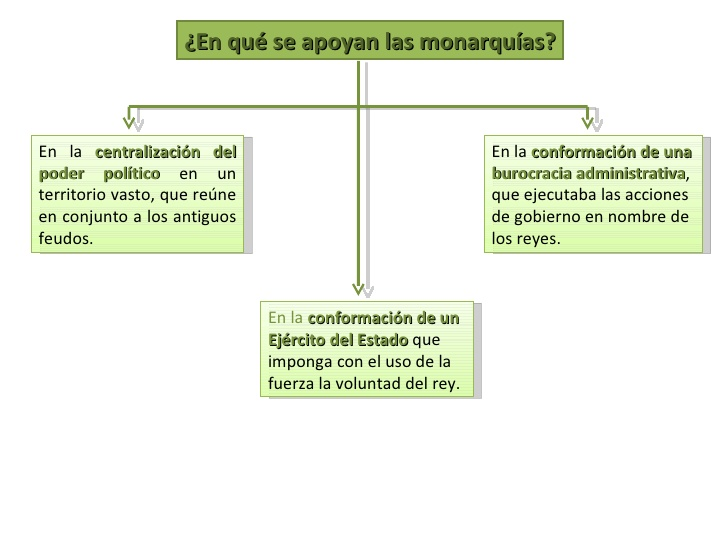 ¿En qué se apoyan las monarquías?
En la centralización del
poder político en un
territorio vasto, que reúne
en conjunto a los antiguos
feudos.
En la conformación de una
burocracia administrativa,
que ejecutaba las acciones
de gobierno en nombre de
los reyes.
En la conformación de un
Ejército del Estado que
imponga con el uso de la
fuerza la voluntad del rey.